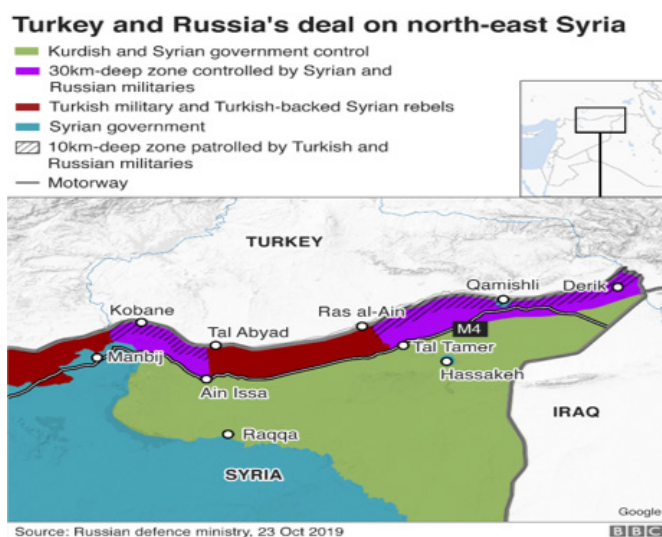 Turkey and Russia's deal on north-east Syria
Kurdish and Syrian government control
30km-deep zone controlled by Syrian and
Russian militaries
Turkish military and Turkish-backed Syrian rebels
Syrian government
10km-deep zone patrolled by Turkish and
Russian militaries
Motorway
TURKEY
Qamishli
Derik
Kobane
Ras al-Ain
Tal Abyad
M4
Manbij
Tal Tamer
Hassakeh
Ain Issa
IRAQ
Raqqa
SYRIA
Google
Source: Russian defence ministry, 23 Oct 2019
BBC